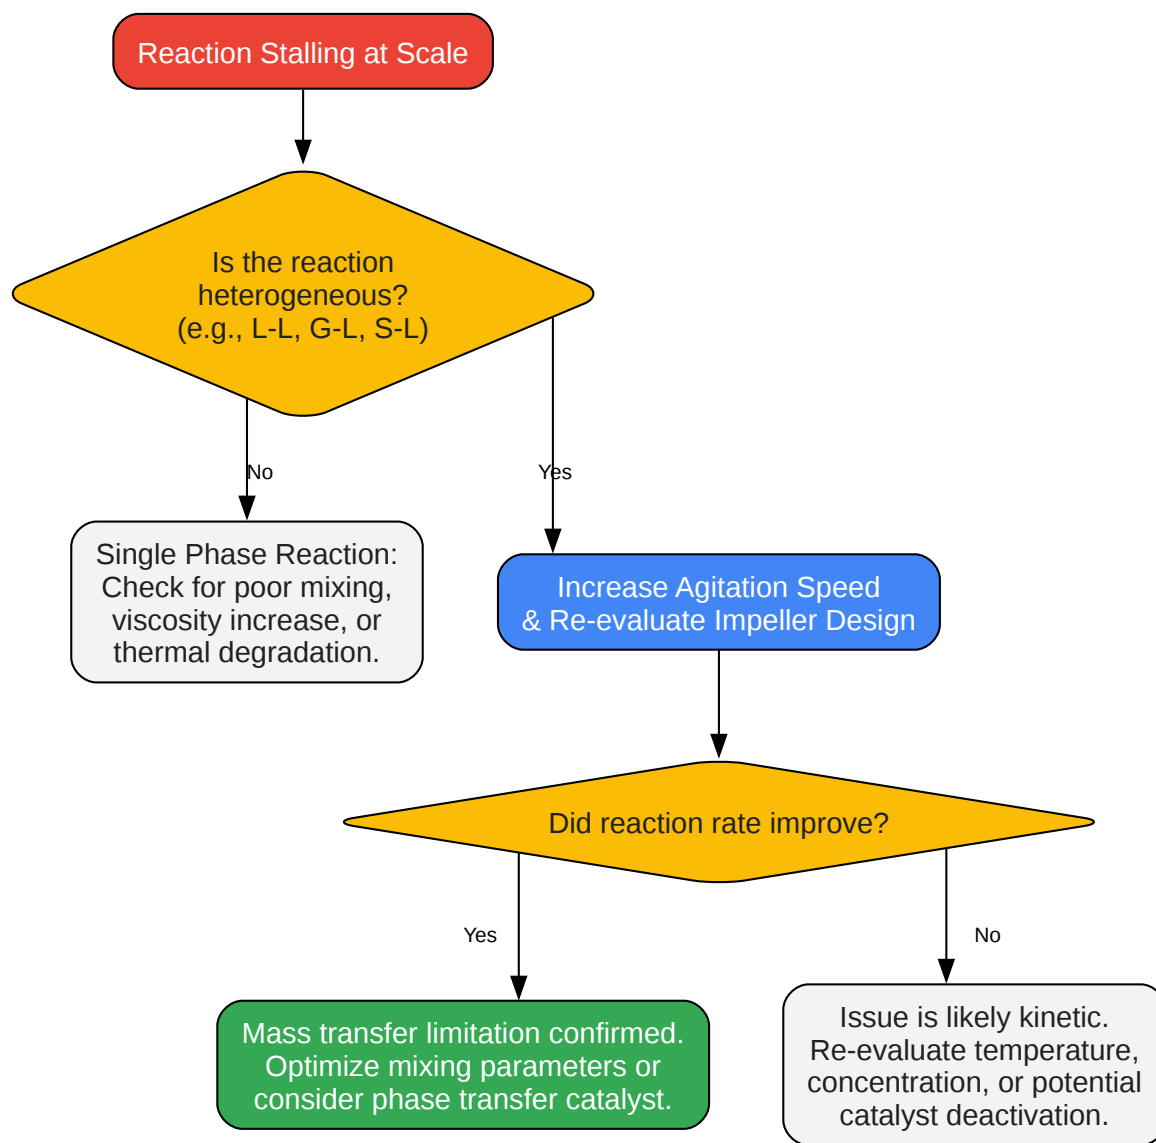 Reaction Stalling at Scale
Is the reaction
heterogeneous?
(e.g., L-L, G-L, S-L)
No
Yes
Single Phase Reaction:
Check for poor mixing,
viscosity increase, or
thermal degradation.
Increase Agitation Speed
& Re-evaluate Impeller Design
Did reaction rate improve?
Yes
No
Mass transfer limitation confirmed.
Optimize mixing parameters or
consider phase transfer catalyst.
Issue is likely kinetic.
Re-evaluate temperature,
concentration, or potential
catalyst deactivation.